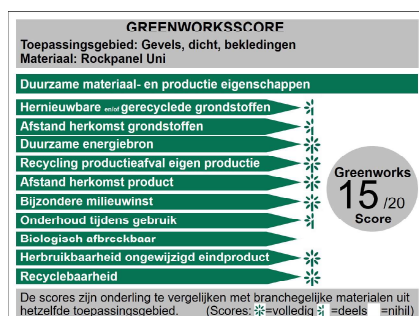 GREENWORKSSCORE
Toepassingsgebied: Gevels, dicht, bekledingen
Materiaal: Rockpanel Uni
Duurzame materiaal- en productie eigenschappen
Hernieuwbare en/of gerecyclede grondstoffen
Afstand herkomst grondstoffen
Duurzame energiebron
Recycling productieafval eigen productie
Afstand herkomst product
Bijzondere milieuwinst
Onderhoud tijdens gebruik
Biologisch afbreekbaar
Herbruikbaarheid ongewijzigd eindproduct
Recyclebaarheid
Greenworks
15 /20
Score
De scores zijn onderling te vergelijken met branchegelijke materialen uit
hetzelfde toepassingsgebied. (Scores: =volledig =deels =nihil)